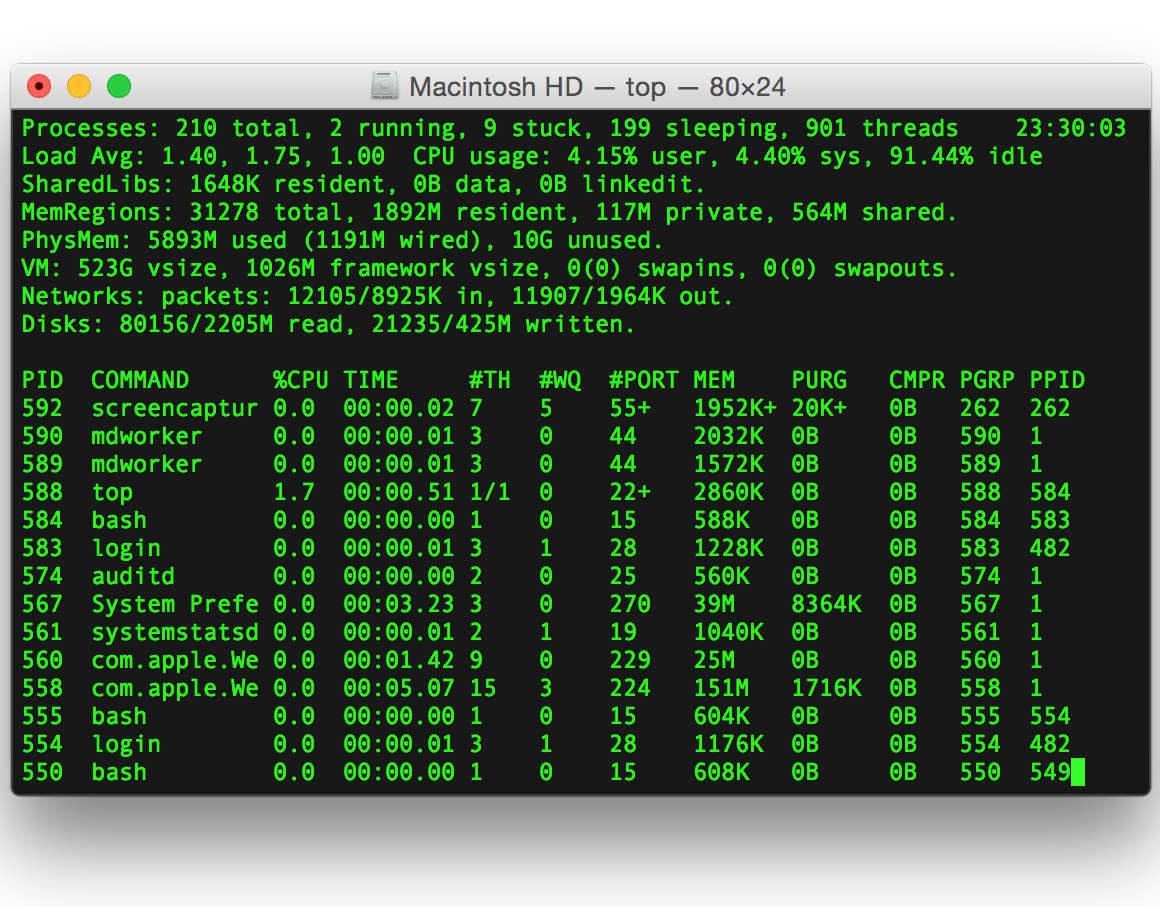 Macintosh HD — top — 80×24
Processes: 210 total, 2 running, 9 stuck, 199 sleeping, 901 threads    23:30:03
Load Avg: 1.40, 1.75, 1.00  CPU usage: 4.15% user, 4.40% sys, 91.44% idle
SharedLibs: 1648K resident, 0B data, 0B linkedit.
MemRegions: 31278 total, 1892M resident, 117M private, 564M shared.
PhysMem: 5893M used (1191M wired), 10G unused.
VM: 523G vsize, 1026M framework vsize, 0(0) swapins, 0(0) swapouts.
Networks: packets: 12105/8925K in, 11907/1964K out.
Disks: 80156/2205M read, 21235/425M written.
PID  COMMAND      %CPU TIME     #TH  #WQ  #PORT MEM    PURG   CMPR PGRP PPID
592  screencaptur 0.0  00:00.02 7    5    55+   1952K+ 20K+   0B   262  262
590  mdworker     0.0  00:00.01 3    0    44    2032K  0B     0B   590  1
589  mdworker     0.0  00:00.01 3    0    44    1572K  0B     0B   589  1
588  top          1.7  00:00.51 1/1  0    22+   2860K  0B     0B   588  584
584  bash         0.0  00:00.00 1    0    15    588K   0B     0B   584  583
583  login        0.0  00:00.01 3    1    28    1228K  0B     0B   583  482
574  auditd       0.0  00:00.00 2    0    25    560K   0B     0B   574  1
567  System Prefe 0.0  00:03.23 3    0    270   39M    8364K  0B   567  1
561  systemstatsd 0.0  00:00.01 2    1    19    1040K  0B     0B   561  1
560  com.apple.We 0.0  00:01.42 9    0    229   25M    0B     0B   560  1
558  com.apple.We 0.0  00:05.07 15   3    224   151M   1716K  0B   558  1
555  bash         0.0  00:00.00 1    0    15    604K   0B     0B   555  554
554  login        0.0  00:00.01 3    1    28    1176K  0B     0B   554  482
550  bash         0.0  00:00.00 1    0    15    608K   0B     0B   550  549